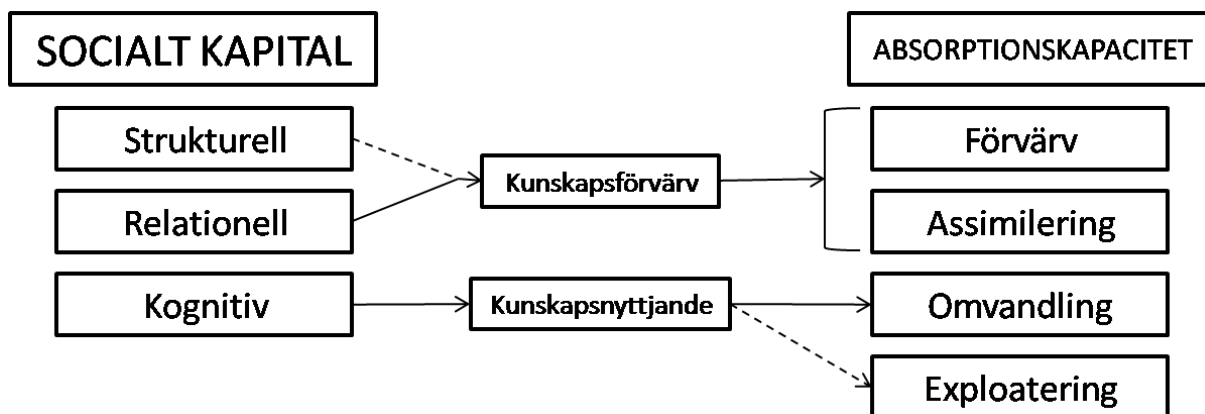 SOCIALT KAPITAL
ABSORPTIONSKAPACITET
Strukturell
Förvärv
Kunskapsförvärv
Relationell
Assimilering
Kognitiv
Kunskapsnyttjande
Omvandling
Exploatering